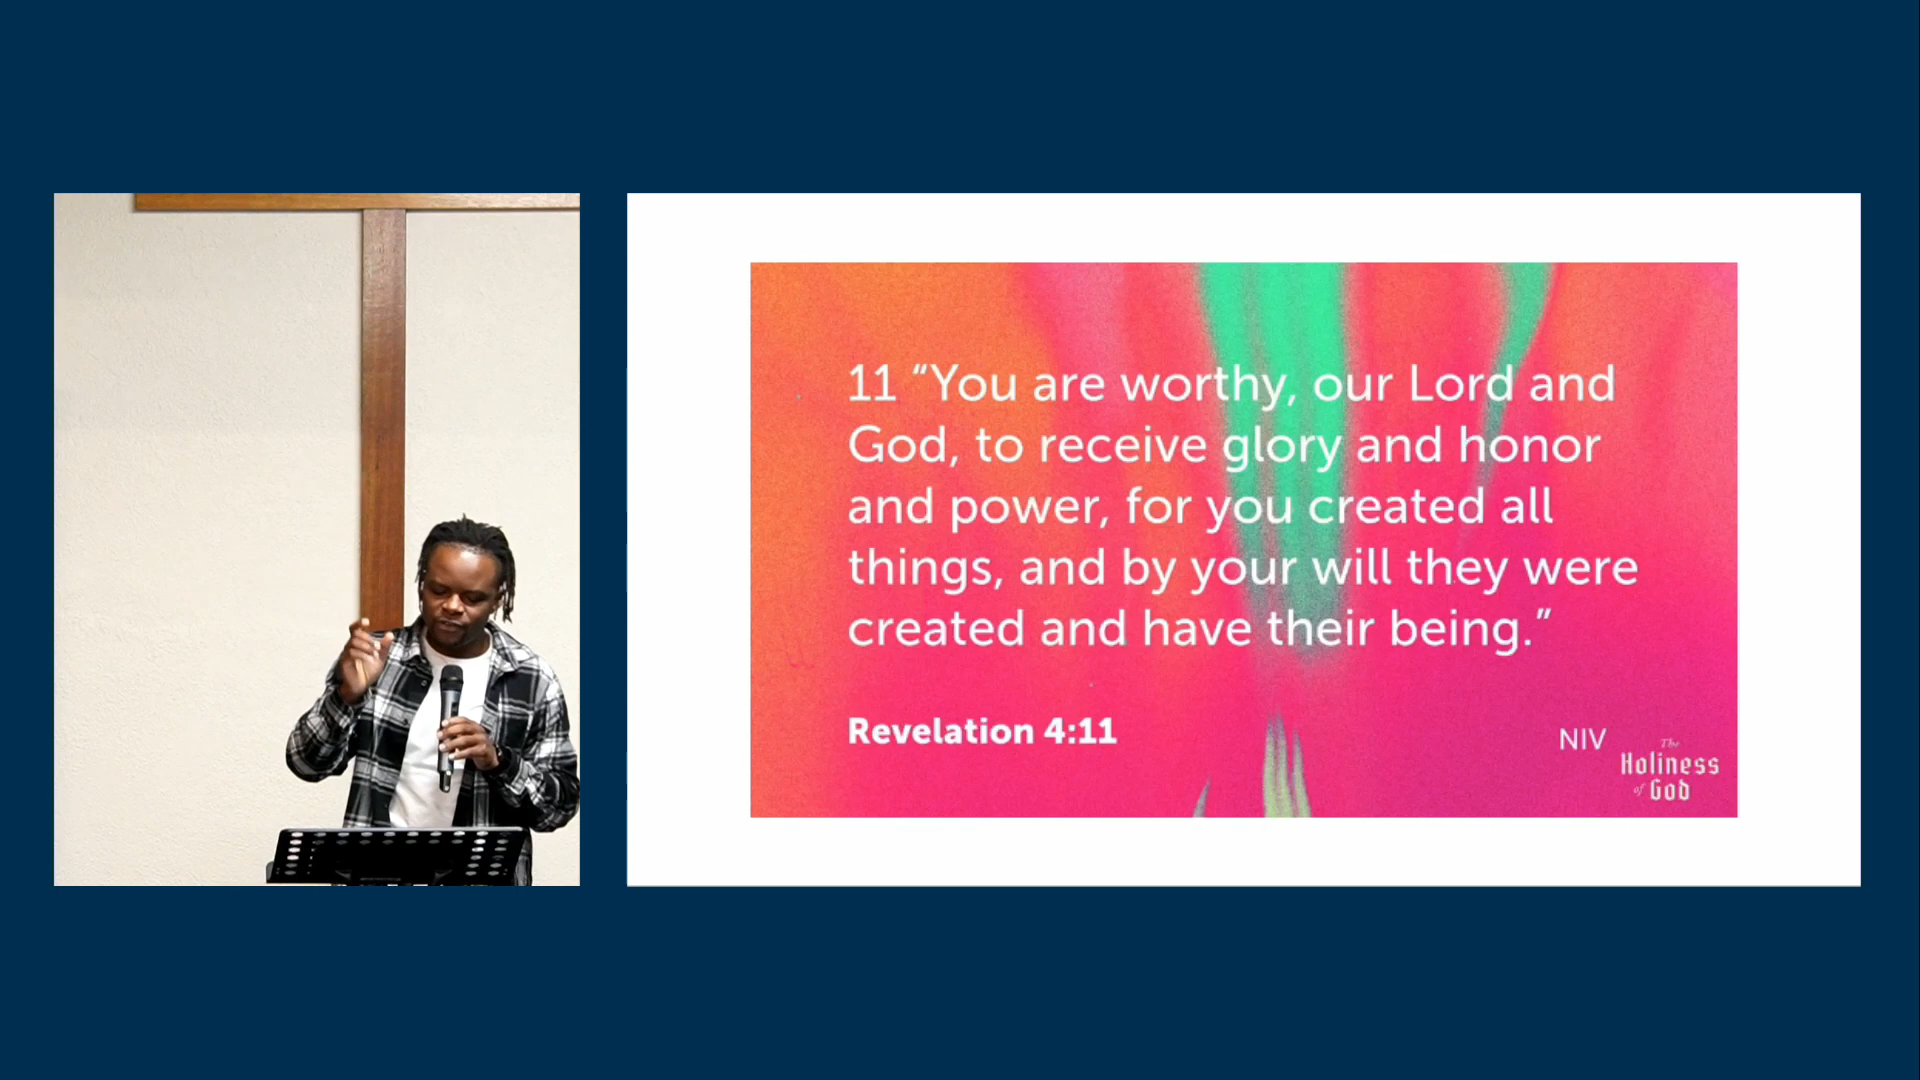 11 “You are worthy, our Lord and
God, to receive glory and honor
and power, for you created all
things, and by your will they were
created and have their being.”
Revelation 4:11
NIV
The
Holiness
of God